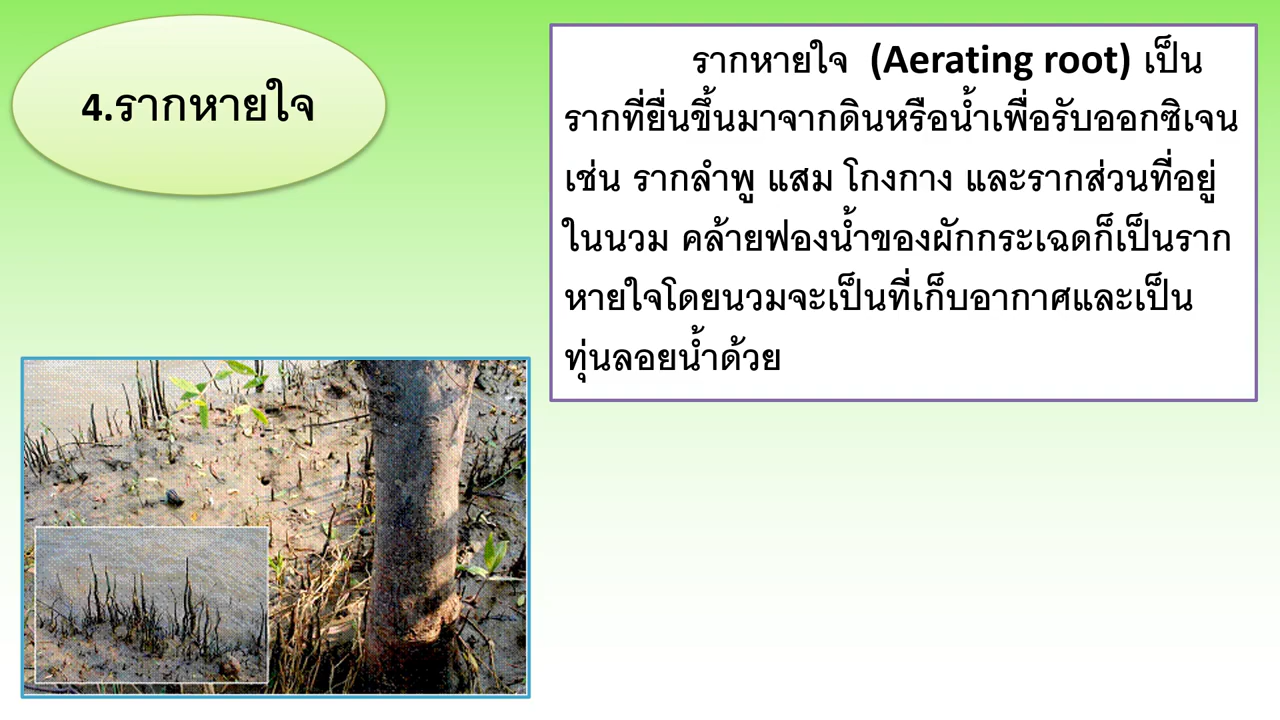 4.รากหายใจ
รากหายใจ (Aerating root) เป็น
รากที่ยื่นขึ้นมาจากดินหรือน้ำเพื่อรับออกซิเจน
เช่น รากลำพู แสม โกงกาง และรากส่วนที่อยู่
ในนวม คล้ายฟองน้ำของผักกระเฉดก็เป็นราก
หายใจโดยนวมจะเป็นที่เก็บอากาศและเป็น
ทุ่นลอยน้ำด้วย